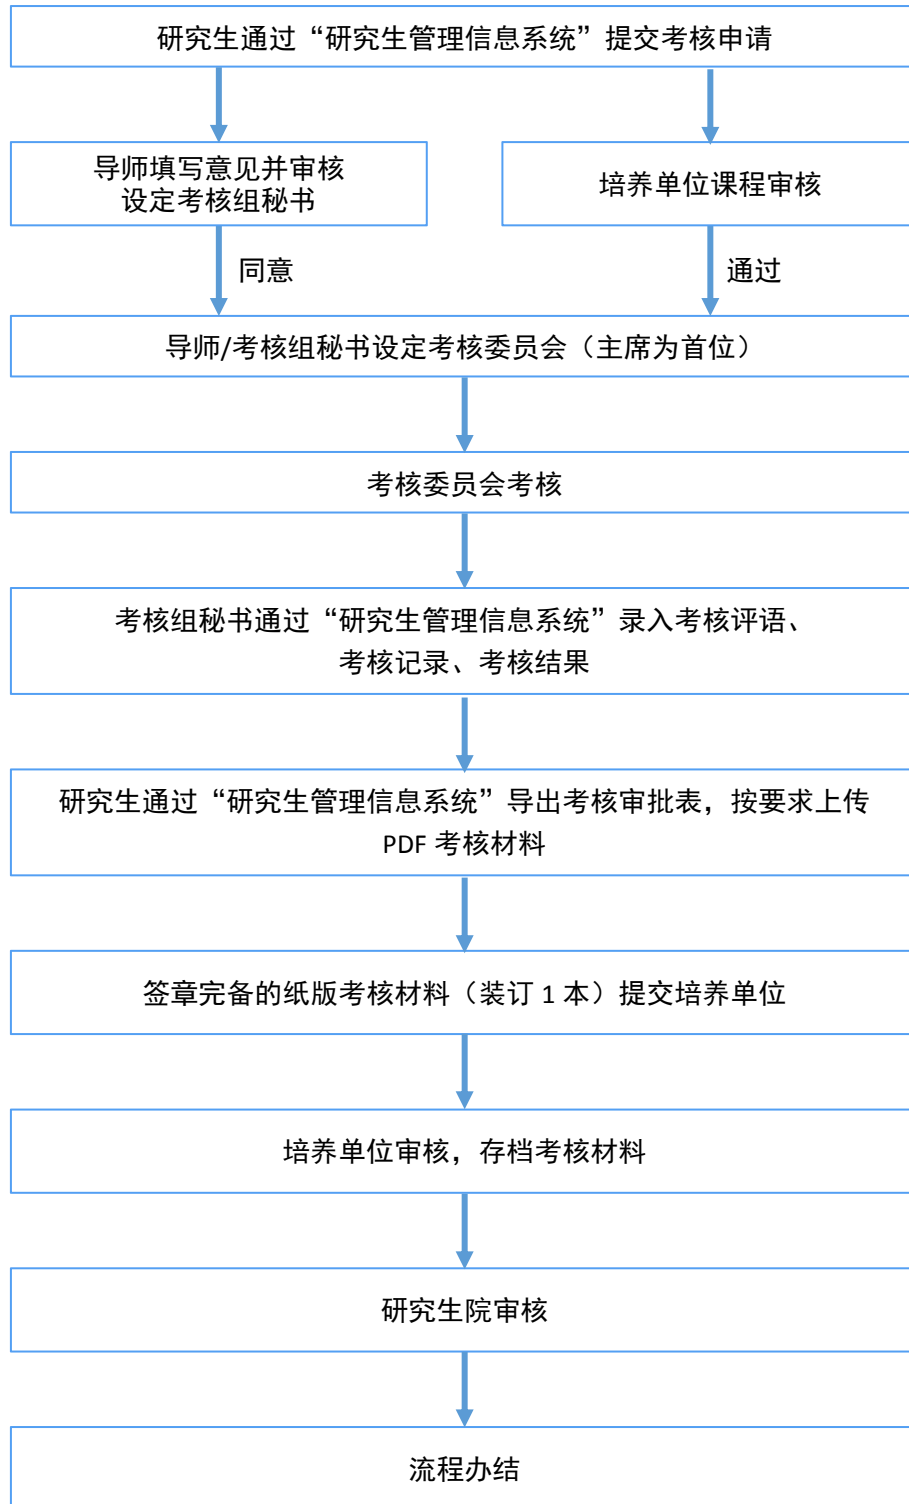 研究生通过“研究生管理信息系统”提交考核申请
导师填写意见并审核
设定考核组秘书
培养单位课程审核
同意
通过
导师/考核组秘书设定考核委员会（主席为首位）
考核委员会考核
考核组秘书通过“研究生管理信息系统”录入考核评语、
考核记录、考核结果
研究生通过“研究生管理信息系统”导出考核审批表，按要求上传
PDF 考核材料
签章完备的纸版考核材料（装订 1 本）提交培养单位
培养单位审核，存档考核材料
研究生院审核
流程办结